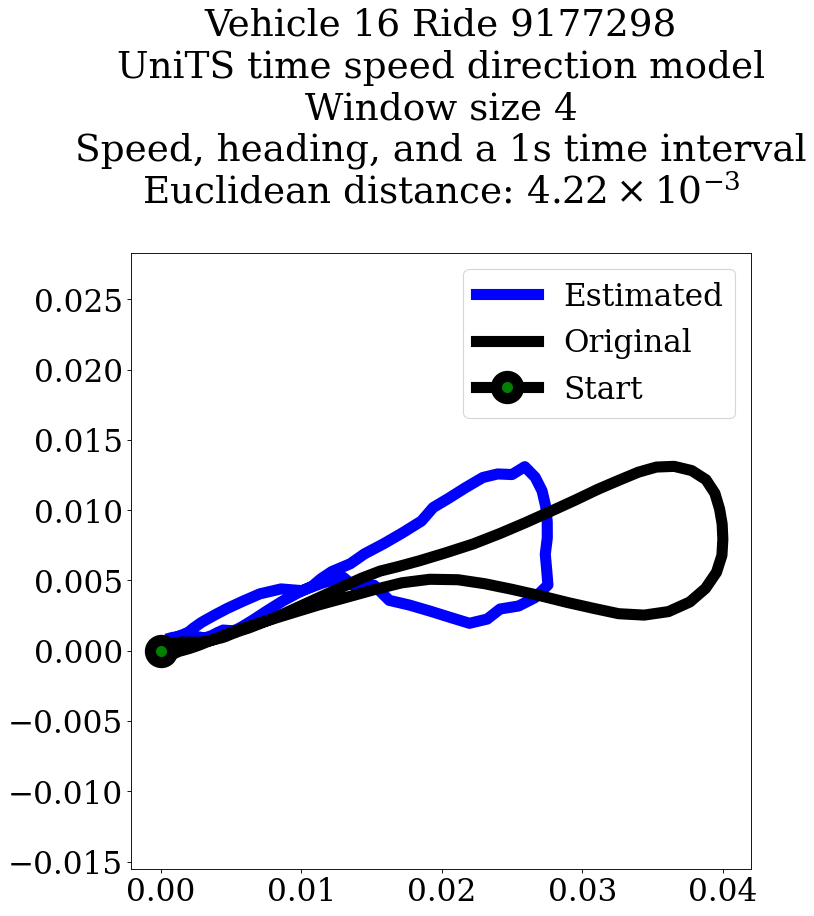 Vehicle 16 Ride 9177298
UniTS time speed direction model
Window size 4
Speed, heading, and a 1s time interval
Euclidean distance: 4.22 × 10⁻³
Estimated
Original
Start
0.025
0.020
0.015
0.010
0.005
0.000
−0.005
−0.010
−0.015
0.00 0.01 0.02 0.03 0.04